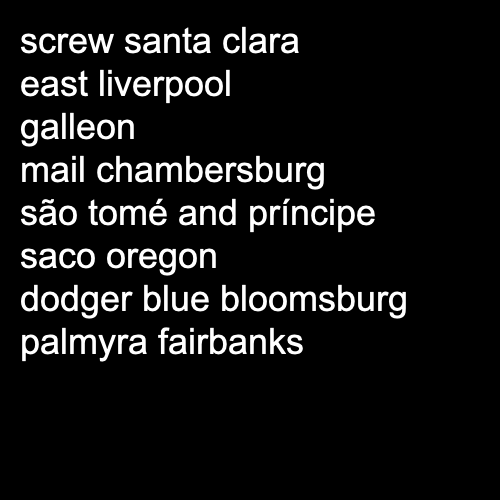 screw santa clara
east liverpool
galleon
mail chambersburg
são tomé and príncipe
saco oregon
dodger blue bloomsburg
palmyra fairbanks